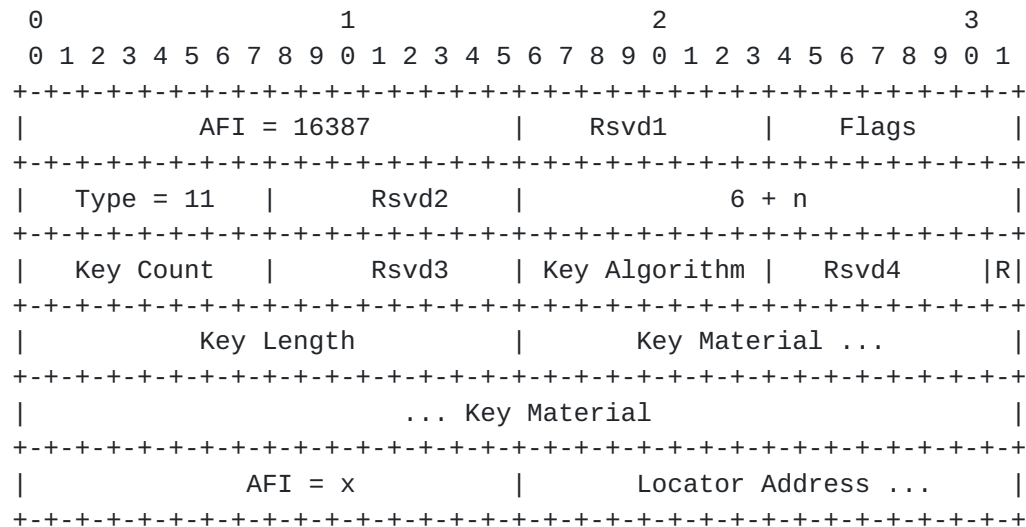 0                   1                   2                   3
 0 1 2 3 4 5 6 7 8 9 0 1 2 3 4 5 6 7 8 9 0 1 2 3 4 5 6 7 8 9 0 1
+-+-+-+-+-+-+-+-+-+-+-+-+-+-+-+-+-+-+-+-+-+-+-+-+-+-+-+-+-+-+-+-+
|           AFI = 16387         |    Rsvd1      |    Flags      |
+-+-+-+-+-+-+-+-+-+-+-+-+-+-+-+-+-+-+-+-+-+-+-+-+-+-+-+-+-+-+-+-+
|   Type = 11   |      Rsvd2    |             6 + n             |
+-+-+-+-+-+-+-+-+-+-+-+-+-+-+-+-+-+-+-+-+-+-+-+-+-+-+-+-+-+-+-+-+
|   Key Count   |      Rsvd3    | Key Algorithm |   Rsvd4     |R|
+-+-+-+-+-+-+-+-+-+-+-+-+-+-+-+-+-+-+-+-+-+-+-+-+-+-+-+-+-+-+-+-+
|           Key Length          |       Key Material ...        |
+-+-+-+-+-+-+-+-+-+-+-+-+-+-+-+-+-+-+-+-+-+-+-+-+-+-+-+-+-+-+-+-+
|                        ... Key Material                       |
+-+-+-+-+-+-+-+-+-+-+-+-+-+-+-+-+-+-+-+-+-+-+-+-+-+-+-+-+-+-+-+-+
|              AFI = x          |       Locator Address ...     |
+-+-+-+-+-+-+-+-+-+-+-+-+-+-+-+-+-+-+-+-+-+-+-+-+-+-+-+-+-+-+-+-+